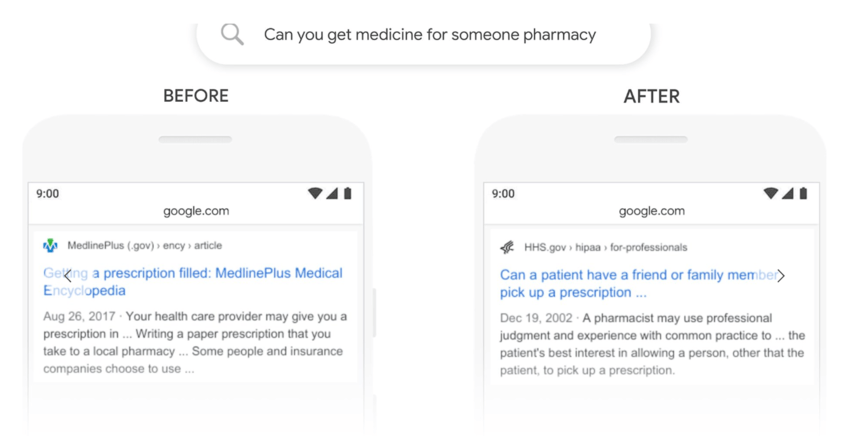 Can you get medicine for someone pharmacy
BEFORE
9:00
google.com
MedlinePlus (.gov) › ency › article
Getting a prescription filled: MedlinePlus Medical
Encyclopedia
Aug 26, 2017 · Your health care provider may give you a
prescription in ... Writing a paper prescription that you
take to a local pharmacy ... Some people and insurance
companies choose to use ...
AFTER
9:00
google.com
HHS.gov › hipaa › for-professionals
Can a patient have a friend or family member
pick up a prescription ...
Dec 19, 2002 · A pharmacist may use professional
judgment and experience with common practice to ... the
patient's best interest in allowing a person, other that the
patient, to pick up a prescription.